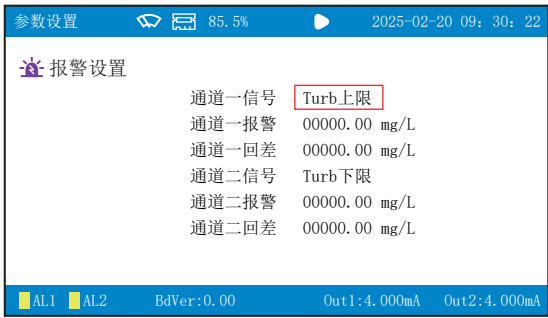 参数设置 85.5% 2025-02-20 09: 30: 22
报警设置
通道一信号 Turb上限
通道一报警 00000.00 mg/L
通道一回差 00000.00 mg/L
通道二信号 Turb下限
通道二报警 00000.00 mg/L
通道二回差 00000.00 mg/L
AL1 AL2 BdVer:0.00 Out1:4.000mA Out2:4.000mA